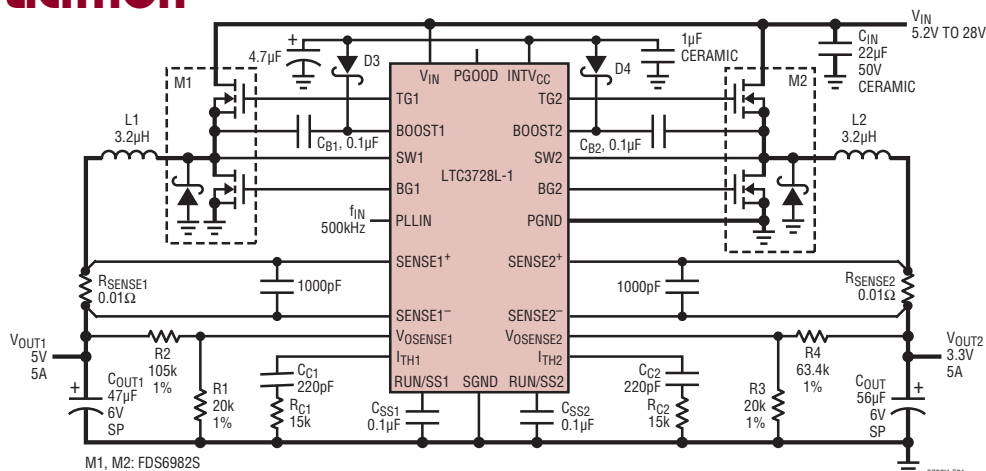 VIN
5.2V TO 28V
CIN
22µF
50V
CERAMIC
4.7µF
D3
D4
1µF
CERAMIC
M1
M2
VIN PGOOD INTVCC
TG1 TG2
BOOST1 BOOST2
CB1, 0.1µF
CB2, 0.1µF
L1
3.2µH
L2
3.2µH
SW1 SW2
LTC3728L-1
BG1 BG2
fIN
500kHz
PLLIN PGND
SENSE1+ SENSE2+
RSENSE1
0.01Ω
1000pF
1000pF
RSENSE2
0.01Ω
SENSE1– SENSE2–
VOSENSE1 VOSENSE2
ITH1 ITH2
RUN/SS1 SGND RUN/SS2
VOUT1
5V
5A
R2
105k
1%
R4
63.4k
1%
VOUT2
3.3V
5A
COUT1
47µF
6V
SP
R1
20k
1%
CC1
220pF
RC1
15k
CSS1
0.1µF
CSS2
0.1µF
CC2
220pF
RC2
15k
R3
20k
1%
COUT
56µF
6V
SP
M1, M2: FDS6982S